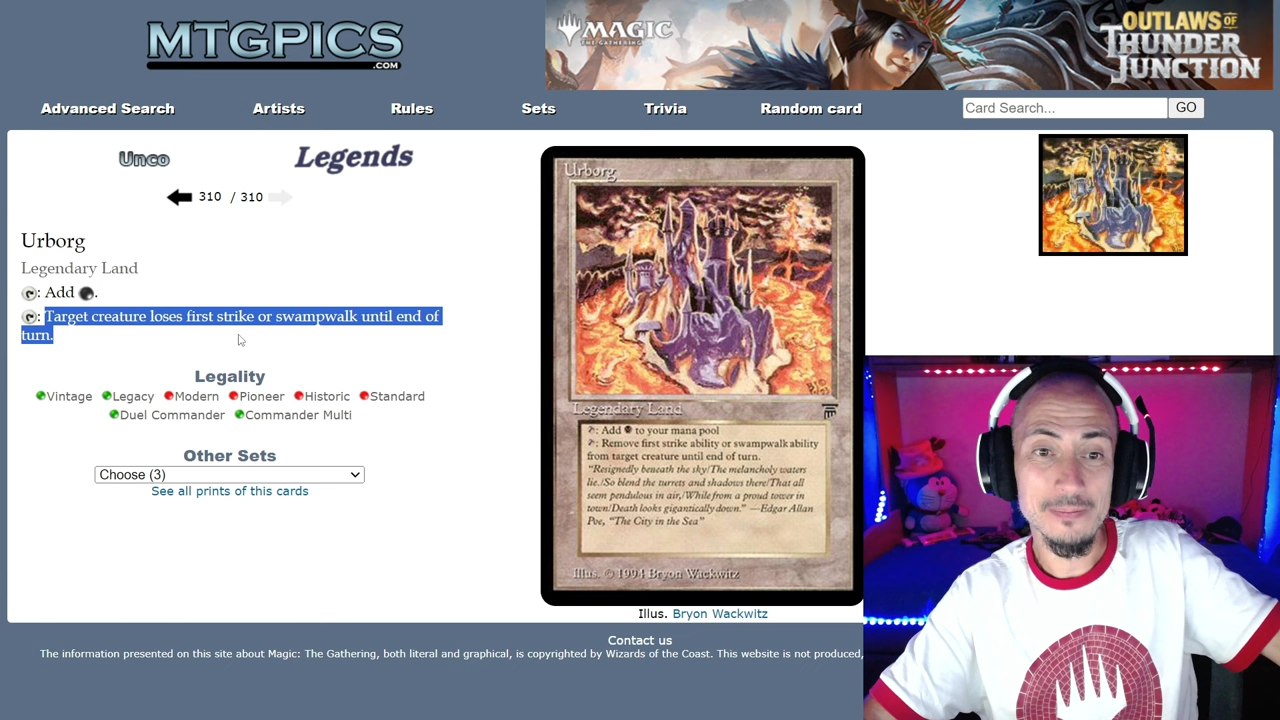 MTGPICS
.COM
MAGIC
THE GATHERING
OUTLAWS OF
THUNDER
JUNCTION
Advanced Search
Artists
Rules
Sets
Trivia
Random card
Card Search...
GO
Unco
Legends
310 / 310
Urborg
Legendary Land
: Add .
: Target creature loses first strike or swampwalk until end of
turn.
Legality
Vintage Legacy Modern Pioneer Historic Standard
Duel Commander Commander Multi
Other Sets
Choose (3)
See all prints of this cards
Urborg
Legendary Land
: Add to your mana pool
: Remove first strike ability or swampwalk ability
from target creature until end of turn.
"Resignedly beneath the sky/The melancholy waters
lie./So blend the turrets and shadows there/That all
seem pendulous in air,/While from a proud tower in
town/Death looks gigantically down." —Edgar Allan
Poe, "The City in the Sea"
Illus. © 1994 Bryon Wackwitz
Illus. Bryon Wackwitz
Contact us
The information presented on this site about Magic: The Gathering, both literal and graphical, is copyrighted by Wizards of the Coast. This website is not produced,